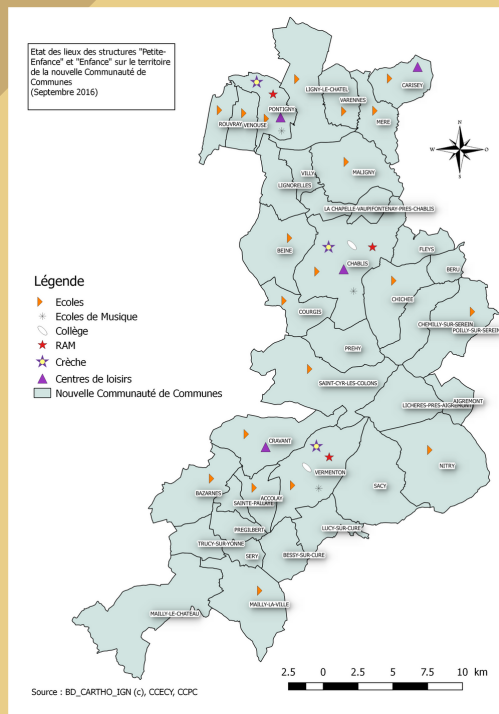 Etat des lieux des structures "Petite-
Enfance" et "Enfance" sur le territoire
de la nouvelle Communauté de
Communes
(Septembre 2016)
CARISEY
LIGNY-LE-CHATEL
VARENNES
PONTIGNY
MERE
ROUVRAY
VENOUSE
N
W
E
S
MALIGNY
VILLY
LIGNORELLES
LA CHAPELLE-VAUPIFONTENAY-PRES-CHABLIS
BEINE
FLEYS
CHABLIS
BERU
Légende
Ecoles
Ecoles de Musique
Collège
RAM
Crèche
Centres de loisirs
Nouvelle Communauté de Communes
CHICHEE
COURGIS
CHEMILLY-SUR-SEREIN
POILLY-SUR-SEREIN
PREHY
SAINT-CYR-LES-COLONS
AIGREMONT
LICHERES-PRES-AIGREMONT
CRAVANT
VERMENTON
NITRY
SACY
BAZARNES
ACCOLAY
SAINTE-PALLAYE
LUCY-SUR-CURE
PREGILBERT
TRUCY-SUR-YONNE
SERY
BESSY-SUR-CURE
MAILLY-LA-VILLE
MAILLY-LE-CHATEAU
2.5 0 2.5 5 7.5 10 km
Source : BD_CARTHO_IGN (c), CCECY, CCPC